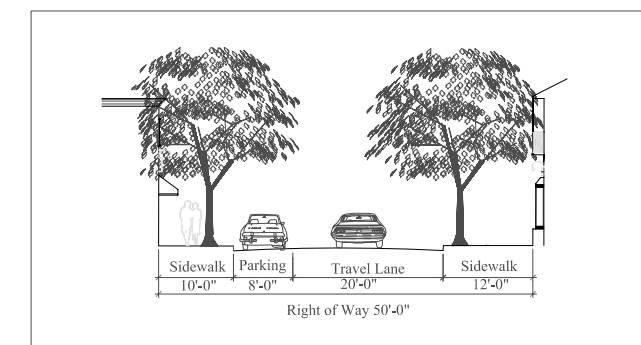 Sidewalk Parking Travel Lane Sidewalk
10'-0" 8'-0" 20'-0" 12'-0"
Right of Way 50'-0"